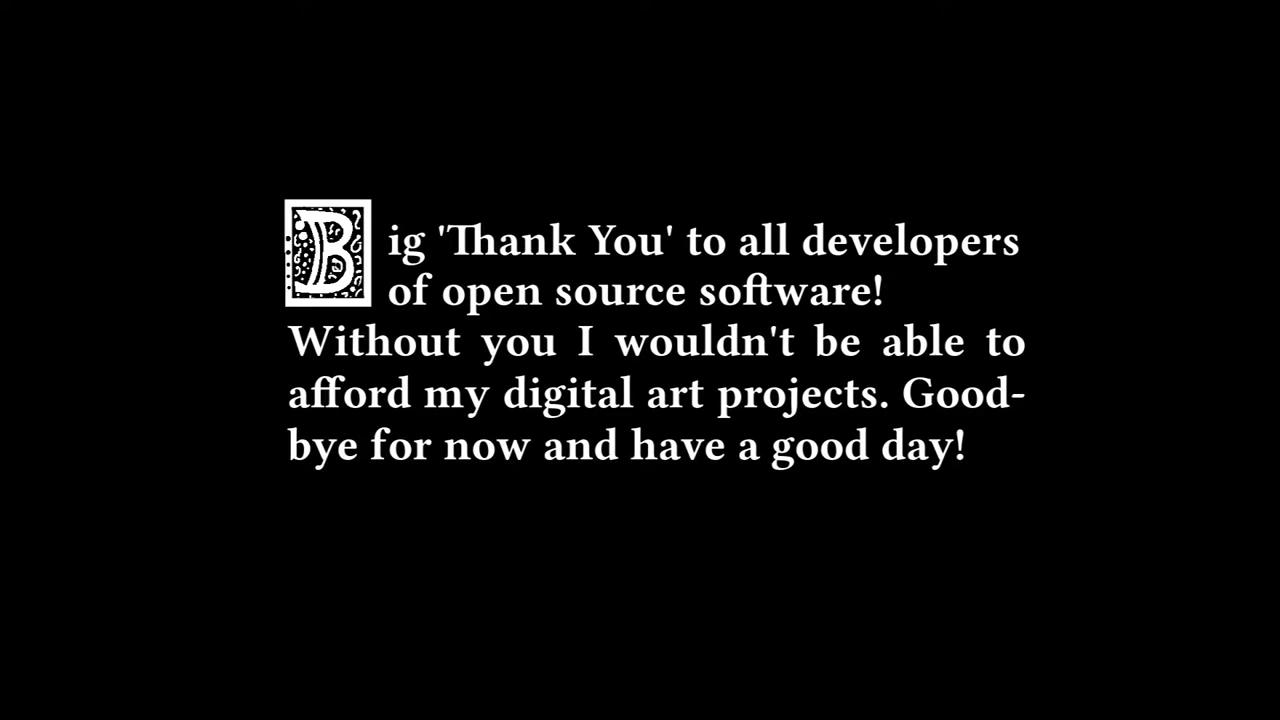 Big 'Thank You' to all developers
of open source software!
Without you I wouldn't be able to
afford my digital art projects. Good-
bye for now and have a good day!